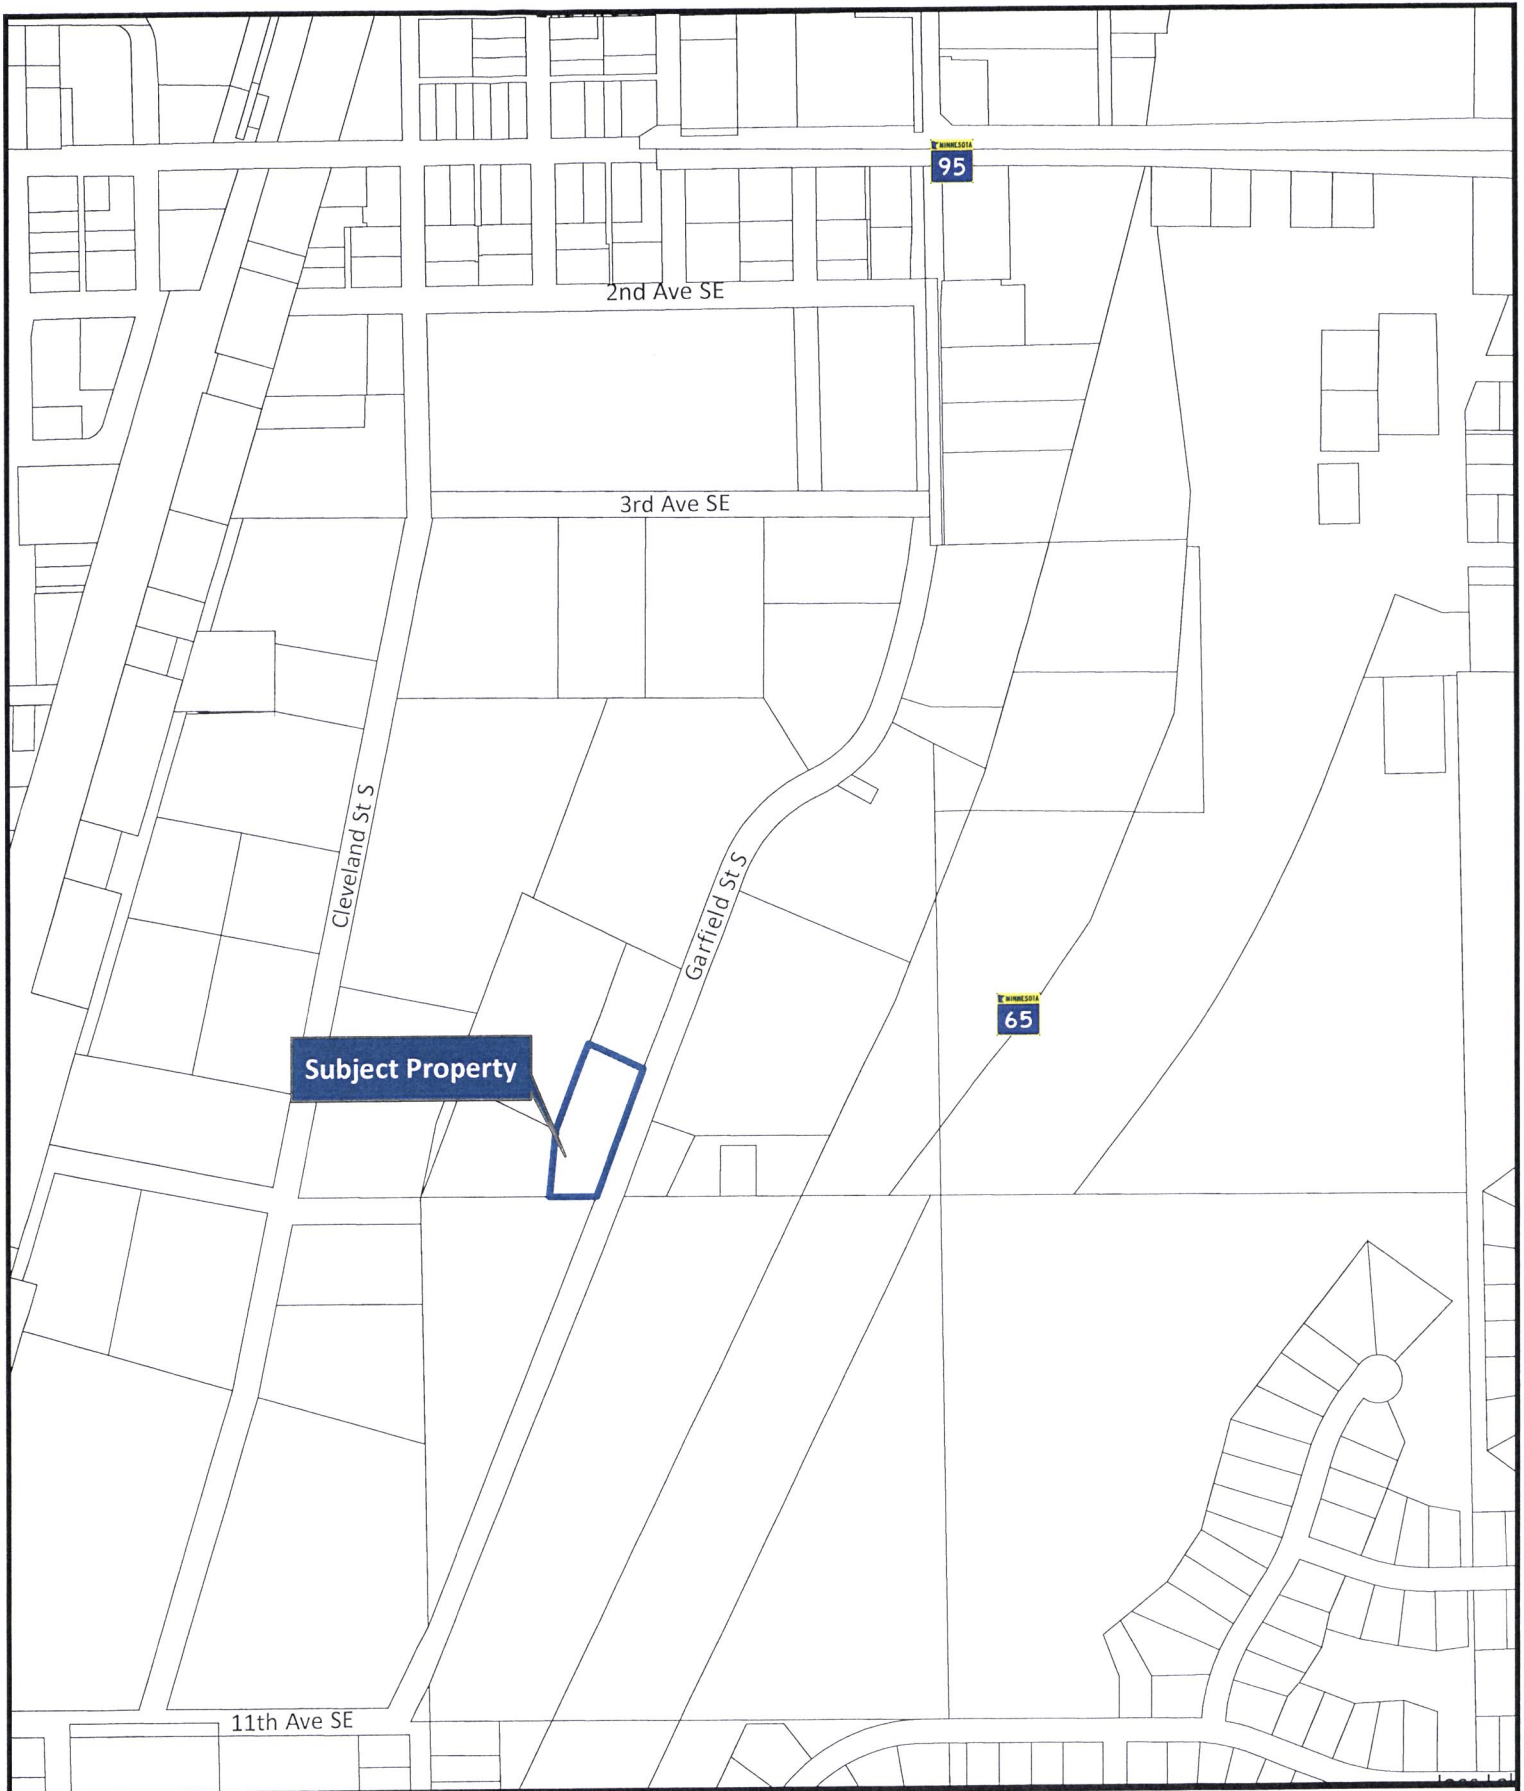 MINNESOTA
95
2nd Ave SE
3rd Ave SE
Cleveland St S
Garfield St S
MINNESOTA
65
Subject Property
11th Ave SE